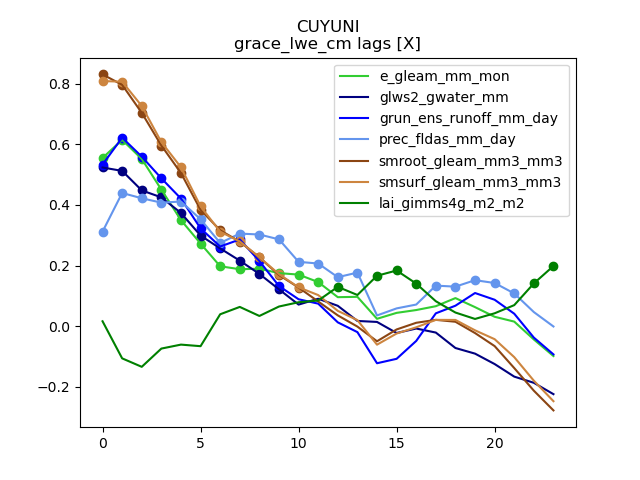 CUYUNI
grace_lwe_cm lags [X]
e_gleam_mm_mon
glws2_gwater_mm
grun_ens_runoff_mm_day
prec_fldas_mm_day
smroot_gleam_mm3_mm3
smsurf_gleam_mm3_mm3
lai_gimms4g_m2_m2
0.8
0.6
0.4
0.2
0.0
−0.2
0
5
10
15
20